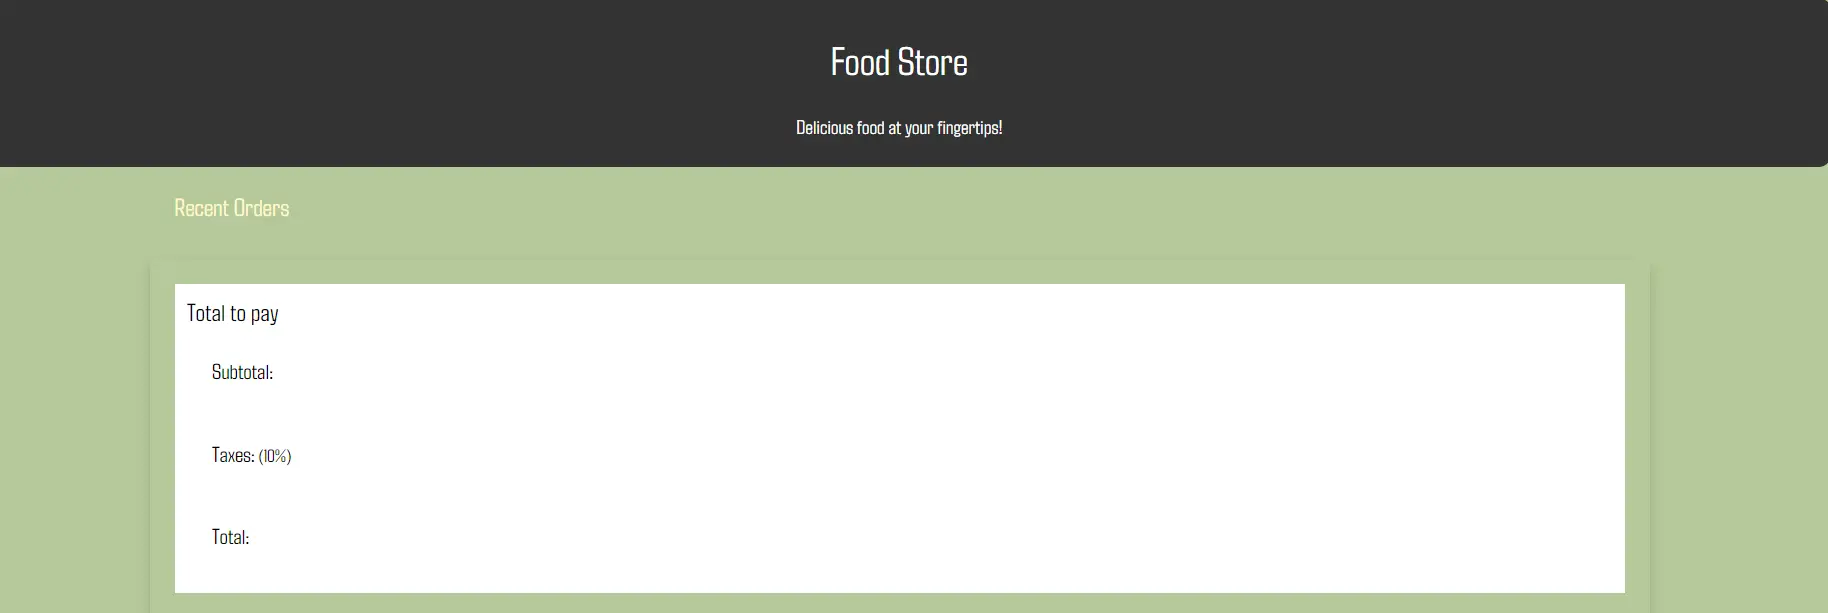 Food Store
Delicious food at your fingertips!
Recent Orders
Total to pay
Subtotal:
Taxes: (10%)
Total: